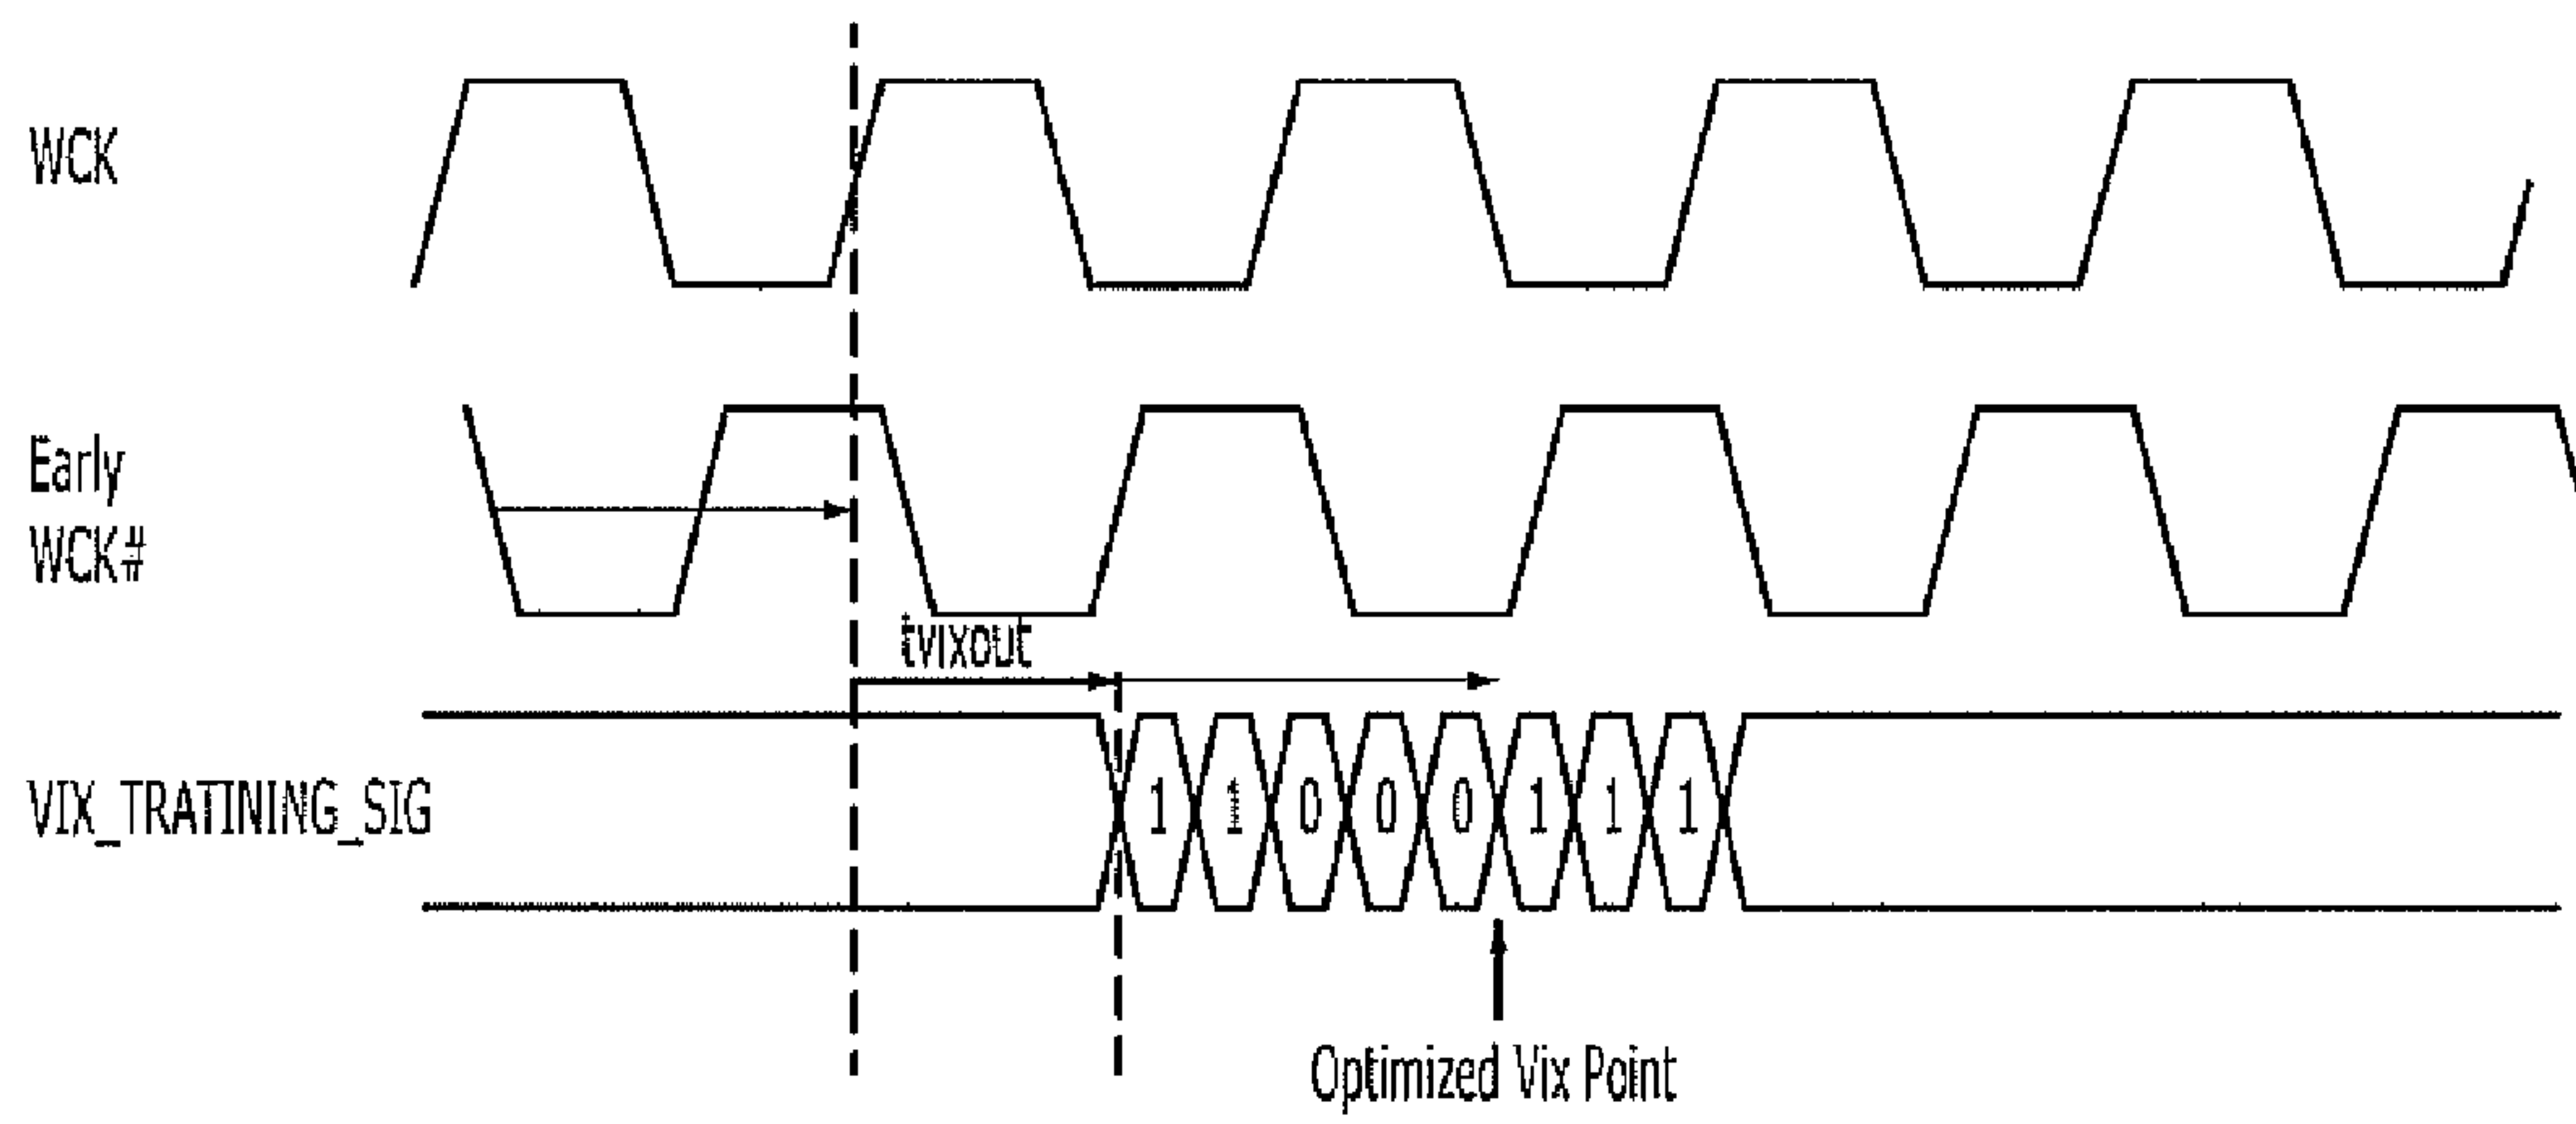 WCK
Early
WCK#
tvixout
VIX_TRATINING_SIG
1 1 0 0 0 1 1 1
Optimized Vix Point